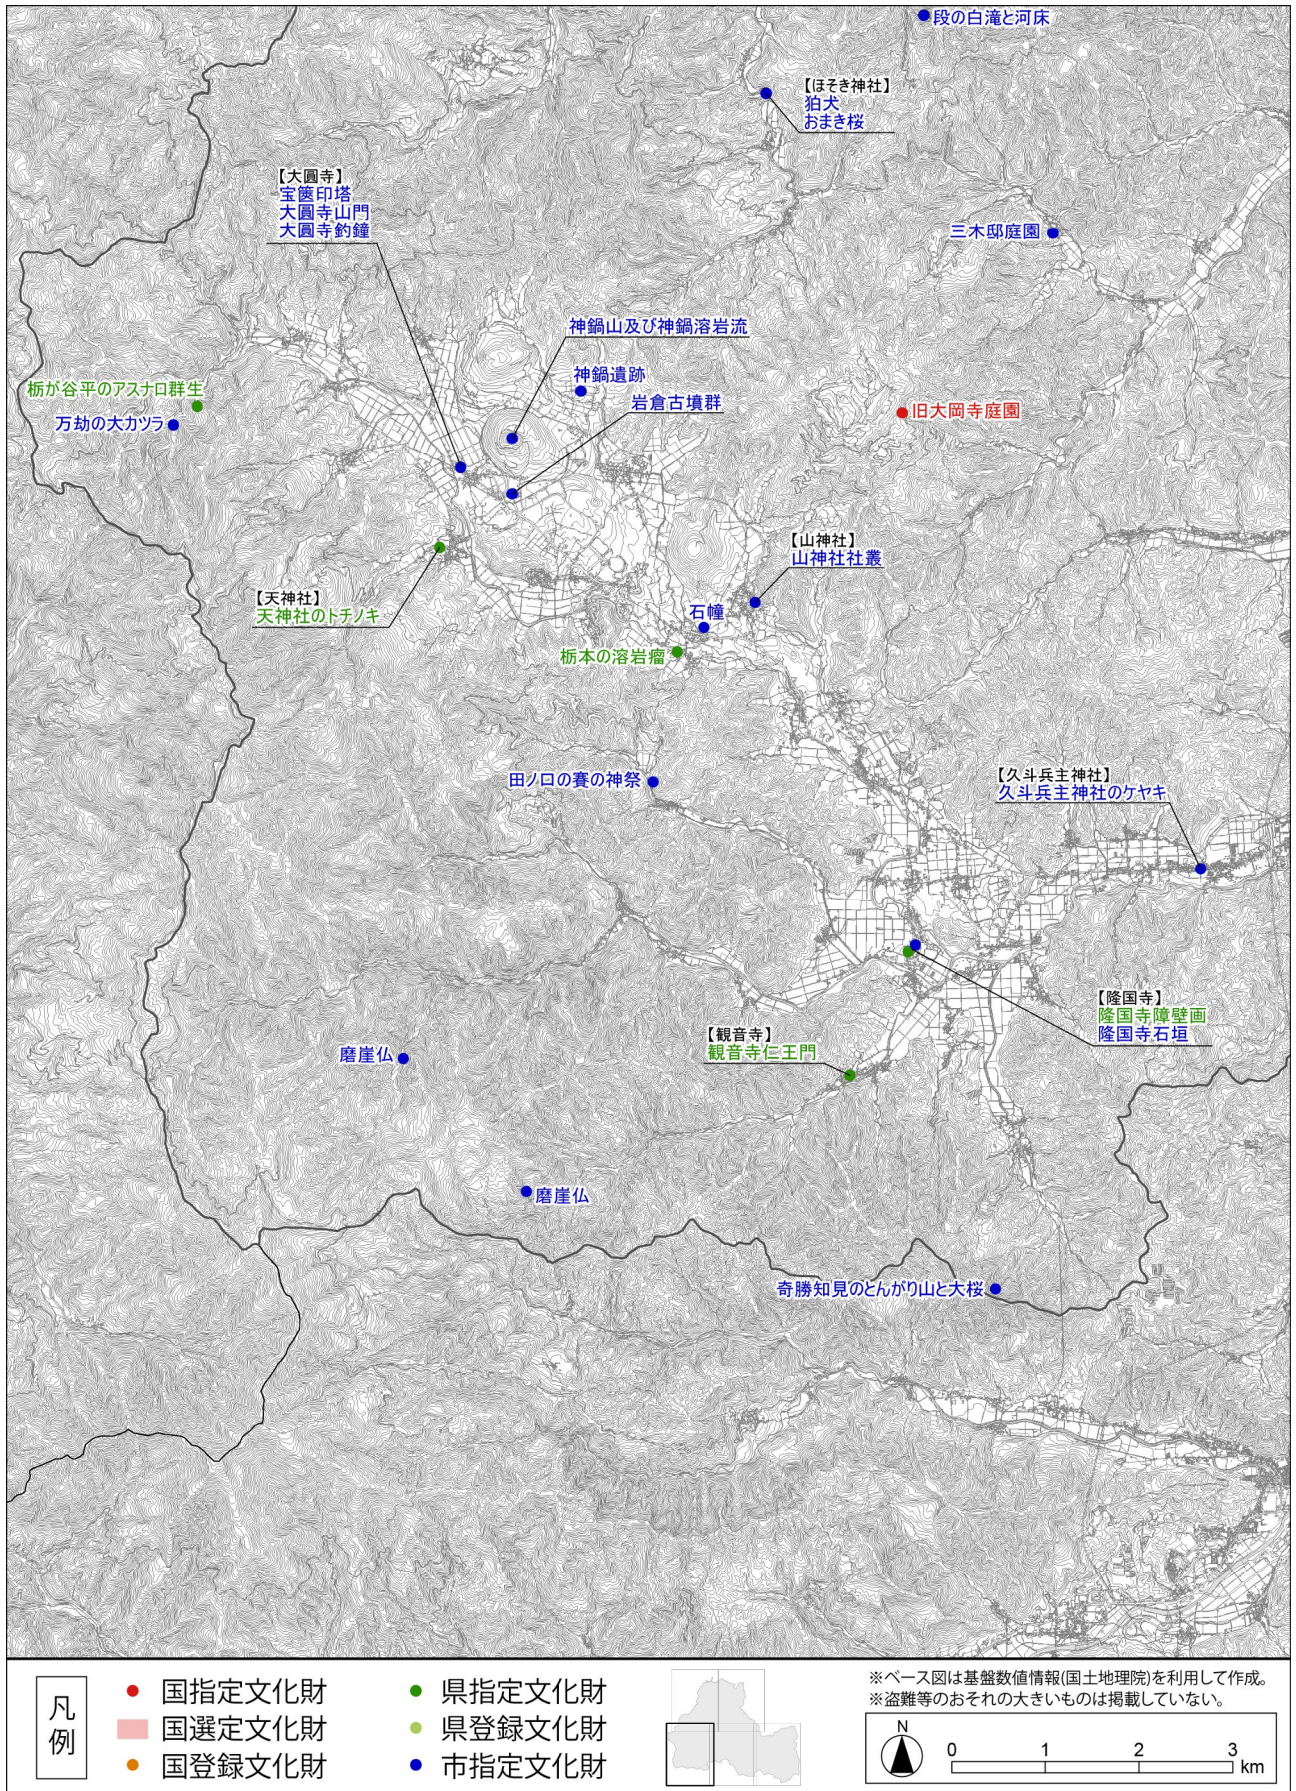 段の白滝と河床
【ほそき神社】
狛犬
おまき桜
【大圓寺】
宝篋印塔
大圓寺山門
大圓寺釣鐘
三木邸庭園
神鍋山及び神鍋溶岩流
神鍋遺跡
岩倉古墳群
栃が谷平のアスナロ群生
万劫の大カツラ
旧大岡寺庭園
【山神社】
山神社社叢
【天神社】
天神社のトチノキ
石幢
栃本の溶岩瘤
田ノ口の賽の神祭
【久斗兵主神社】
久斗兵主神社のケヤキ
【隆国寺】
隆国寺障壁画
隆国寺石垣
【観音寺】
観音寺仁王門
磨崖仏
磨崖仏
奇勝知見のとんがり山と大桜
凡例
国指定文化財
国選定文化財
国登録文化財
県指定文化財
県登録文化財
市指定文化財
※ベース図は基盤数値情報(国土地理院)を利用して作成。
※盗難等のおそれの大きいものは掲載していない。
N
0 1 2 3
km